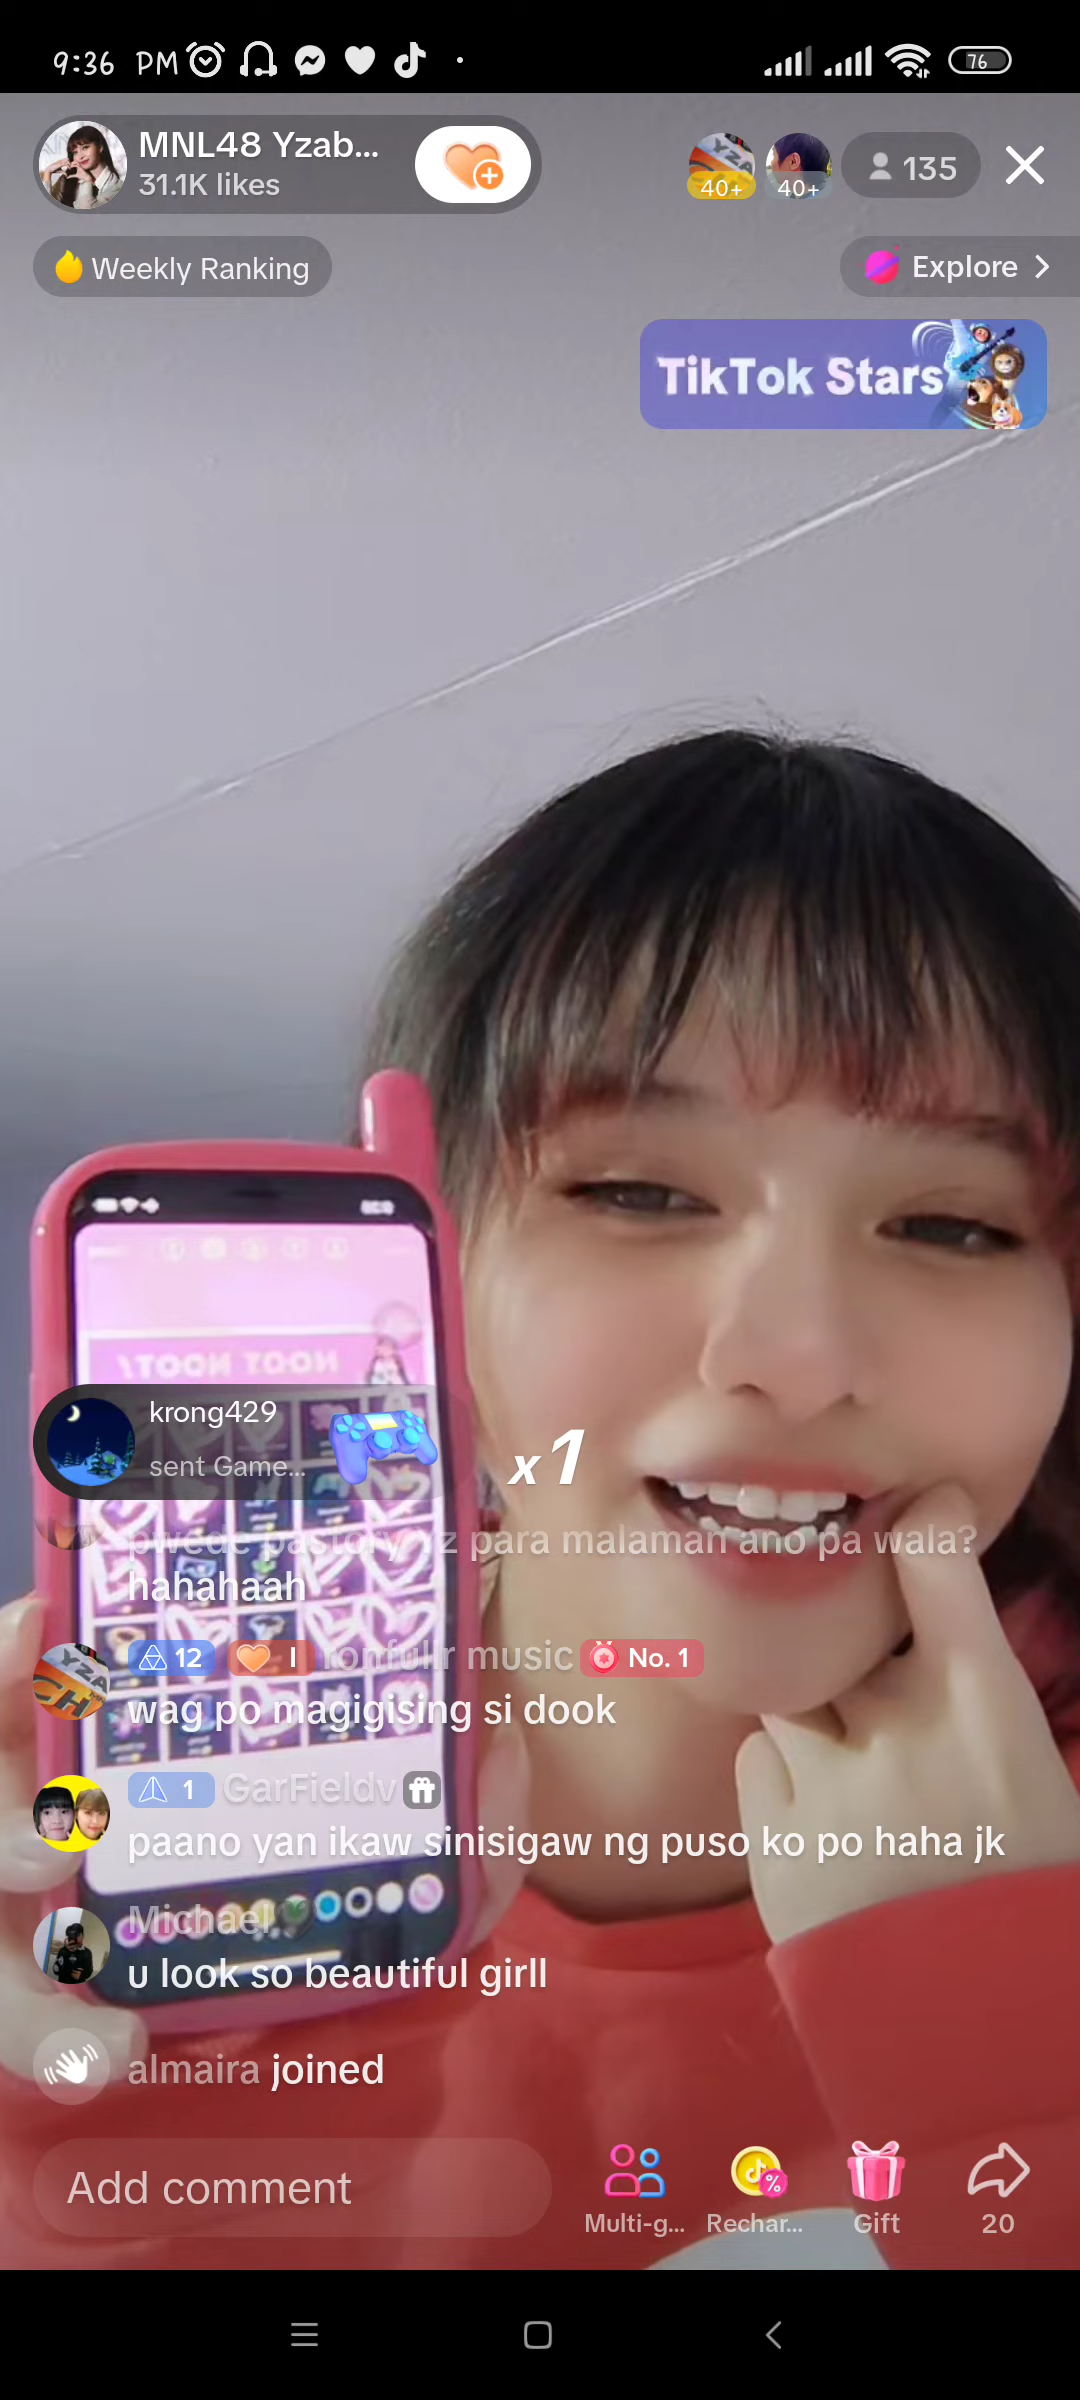 9:36 PM
76
MNL48 Yzab...
31.1K likes
40+
40+
135
Weekly Ranking
Explore
TikTok Stars
NOOT NOOT
krong429
sent Game...
x1
pwede pastory yz para malaman ano pa wala?
hahahaah
12
I
ronfullr music
No. 1
wag po magigising si dook
1
GarFieldv
paano yan ikaw sinisigaw ng puso ko po haha jk
Michael
u look so beautiful girll
almaira joined
Add comment
Multi-g...
Rechar...
Gift
20